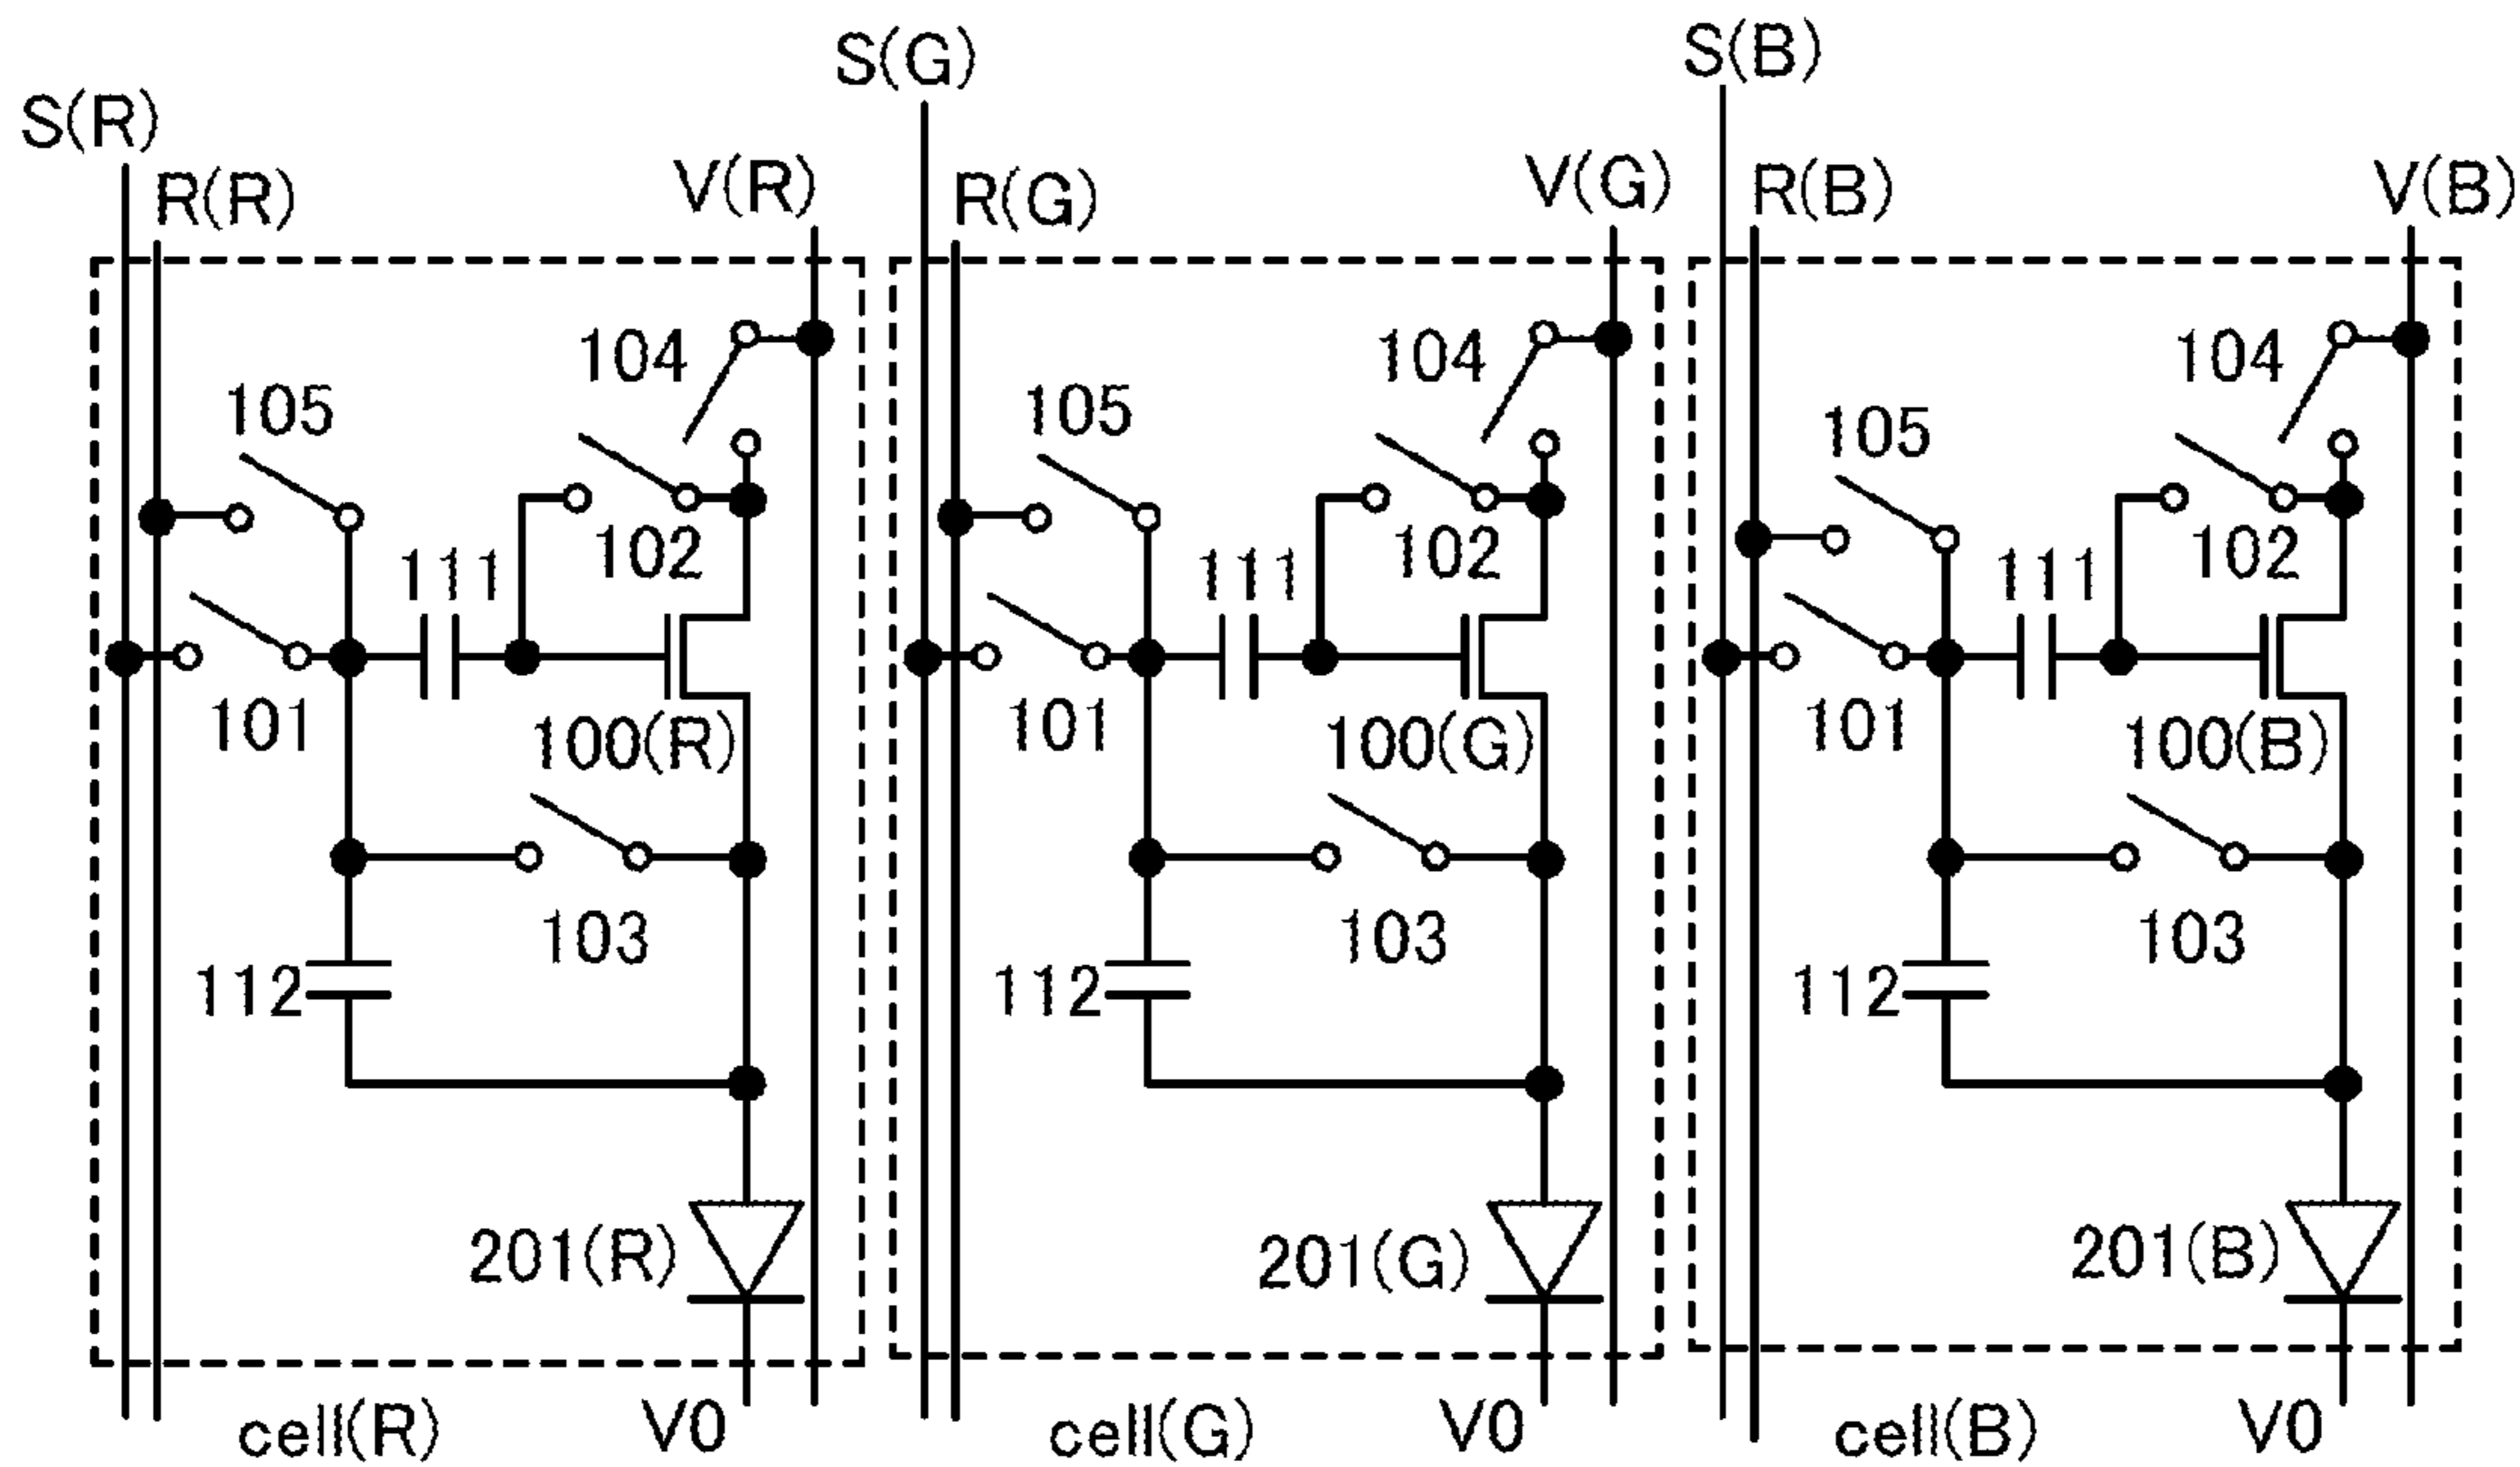 S(R)
R(R)
V(R)
104
105
102
111
101
100(R)
103
112
201(R)
cell(R)
V0
S(G)
R(G)
V(G)
104
105
102
111
101
100(G)
103
112
201(G)
cell(G)
V0
S(B)
R(B)
V(B)
104
105
102
111
101
100(B)
103
112
201(B)
cell(B)
V0